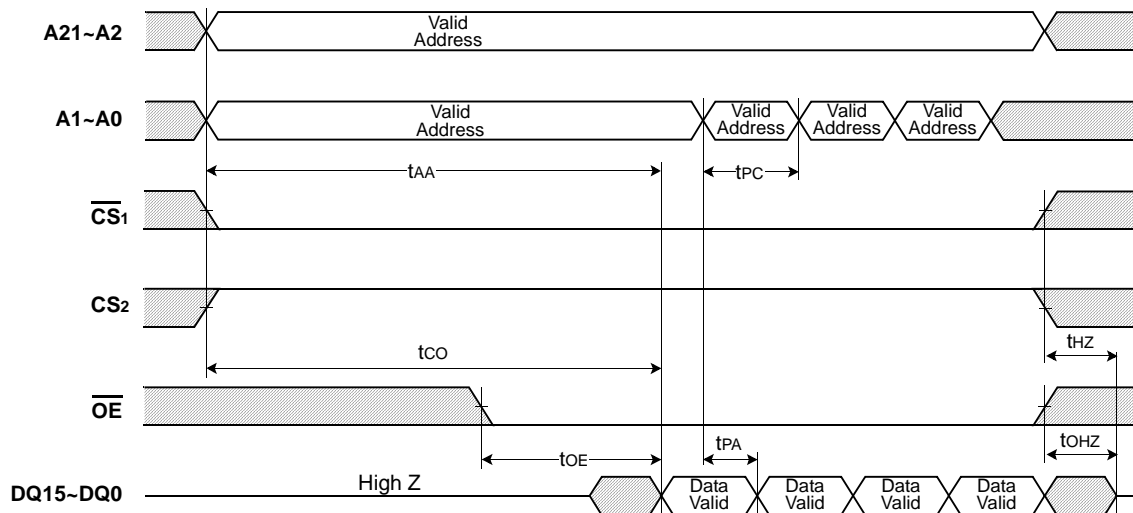 A21~A2
Valid
Address
A1~A0
Valid
Address
Valid
Address
Valid
Address
Valid
Address
tAA
tPC
CS1
CS2
tCO
tHZ
OE
tOE
tPA
tOHZ
DQ15~DQ0
High Z
Data
Valid
Data
Valid
Data
Valid
Data
Valid